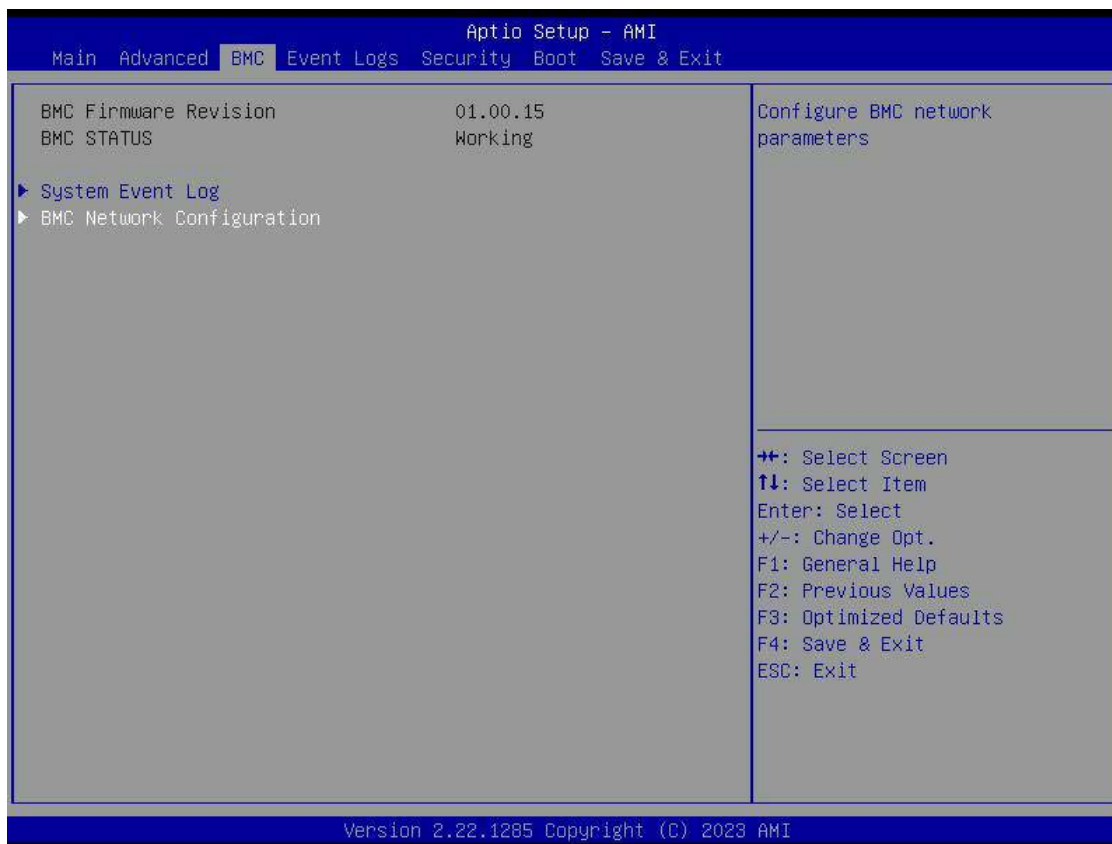 Aptio Setup – AMI
Main Advanced BMC Event Logs Security Boot Save & Exit
BMC Firmware Revision 01.00.15
BMC STATUS Working
▶ System Event Log
▶ BMC Network Configuration
Configure BMC network
parameters
→←: Select Screen
↑↓: Select Item
Enter: Select
+/-: Change Opt.
F1: General Help
F2: Previous Values
F3: Optimized Defaults
F4: Save & Exit
ESC: Exit
Version 2.22.1285 Copyright (C) 2023 AMI